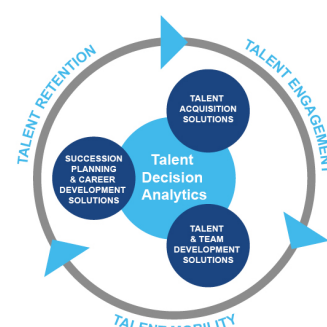 TALENT RETENTION
TALENT ENGAGEMENT
TALENT
ACQUISITION
SOLUTIONS
SUCCESSION
PLANNING
& CAREER
DEVELOPMENT
SOLUTIONS
Talent
Decision
Analytics
TALENT
& TEAM
DEVELOPMENT
SOLUTIONS
TALENT MOBILITY